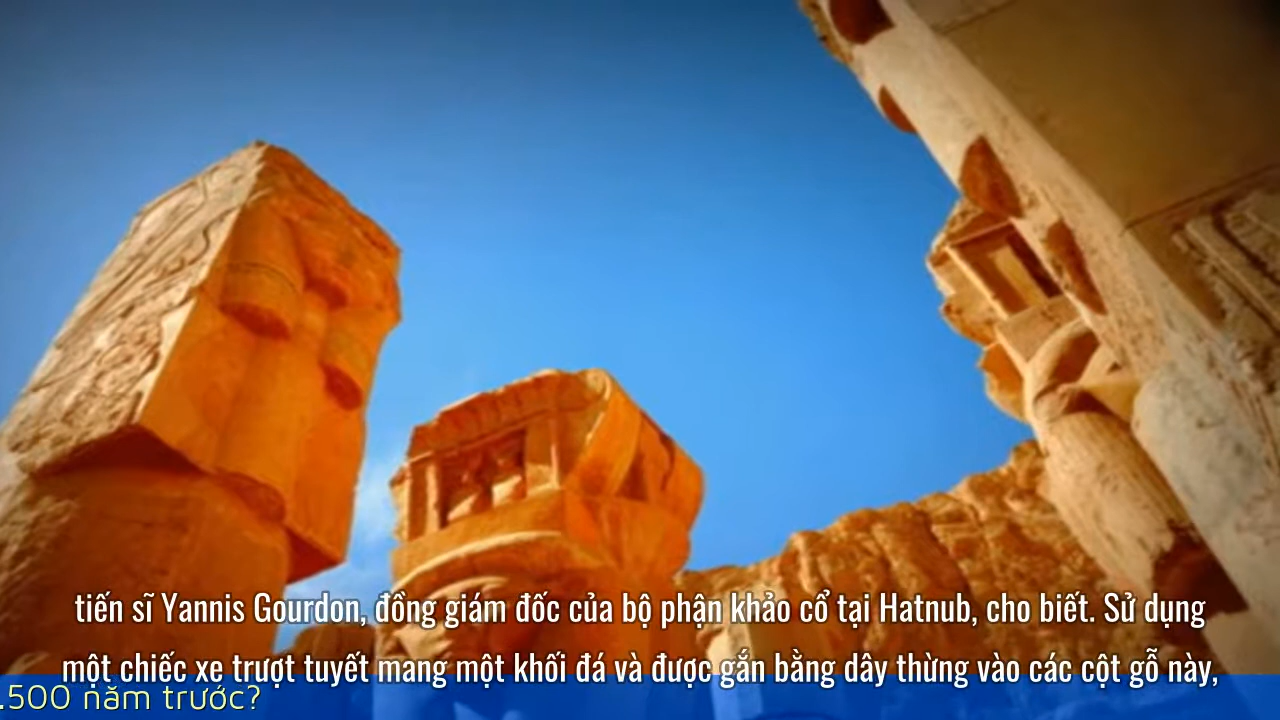 tiến sĩ Yannis Gourdon, đồng giám đốc của bộ phận khảo cổ tại Hatnub, cho biết. Sử dụng
một chiếc xe trượt tuyết mang một khối đá và được gắn bằng dây thừng vào các cột gỗ này,
.500 năm trước?